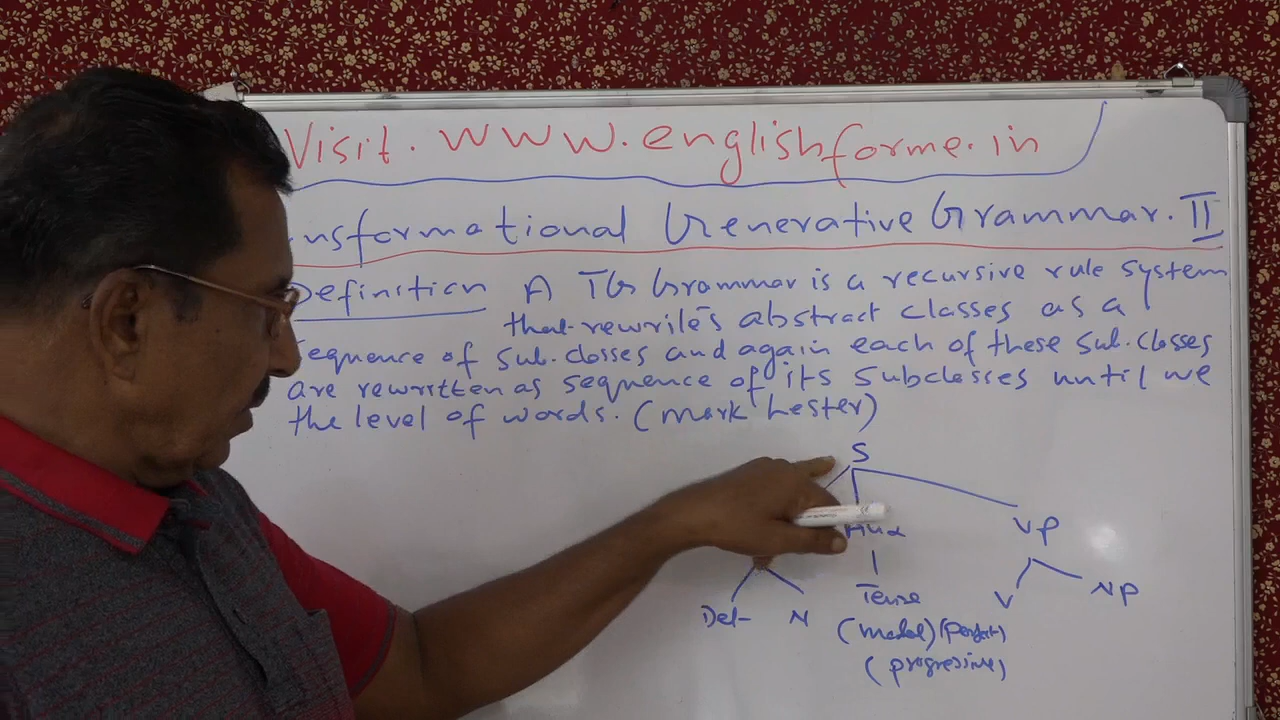 Visit. WWW.englishforme.in
nsformational Generative Grammar. II
Definition A TG Grammar is a recursive rule system
that rewrites abstract classes as a
sequence of sub.classes and again each of these sub.classes
are rewritten as sequence of its subclasses until we
the level of words. (Mark Lester)
S
Aux VP
Det N Tense V NP
(modal) (perfect)
(progressive)